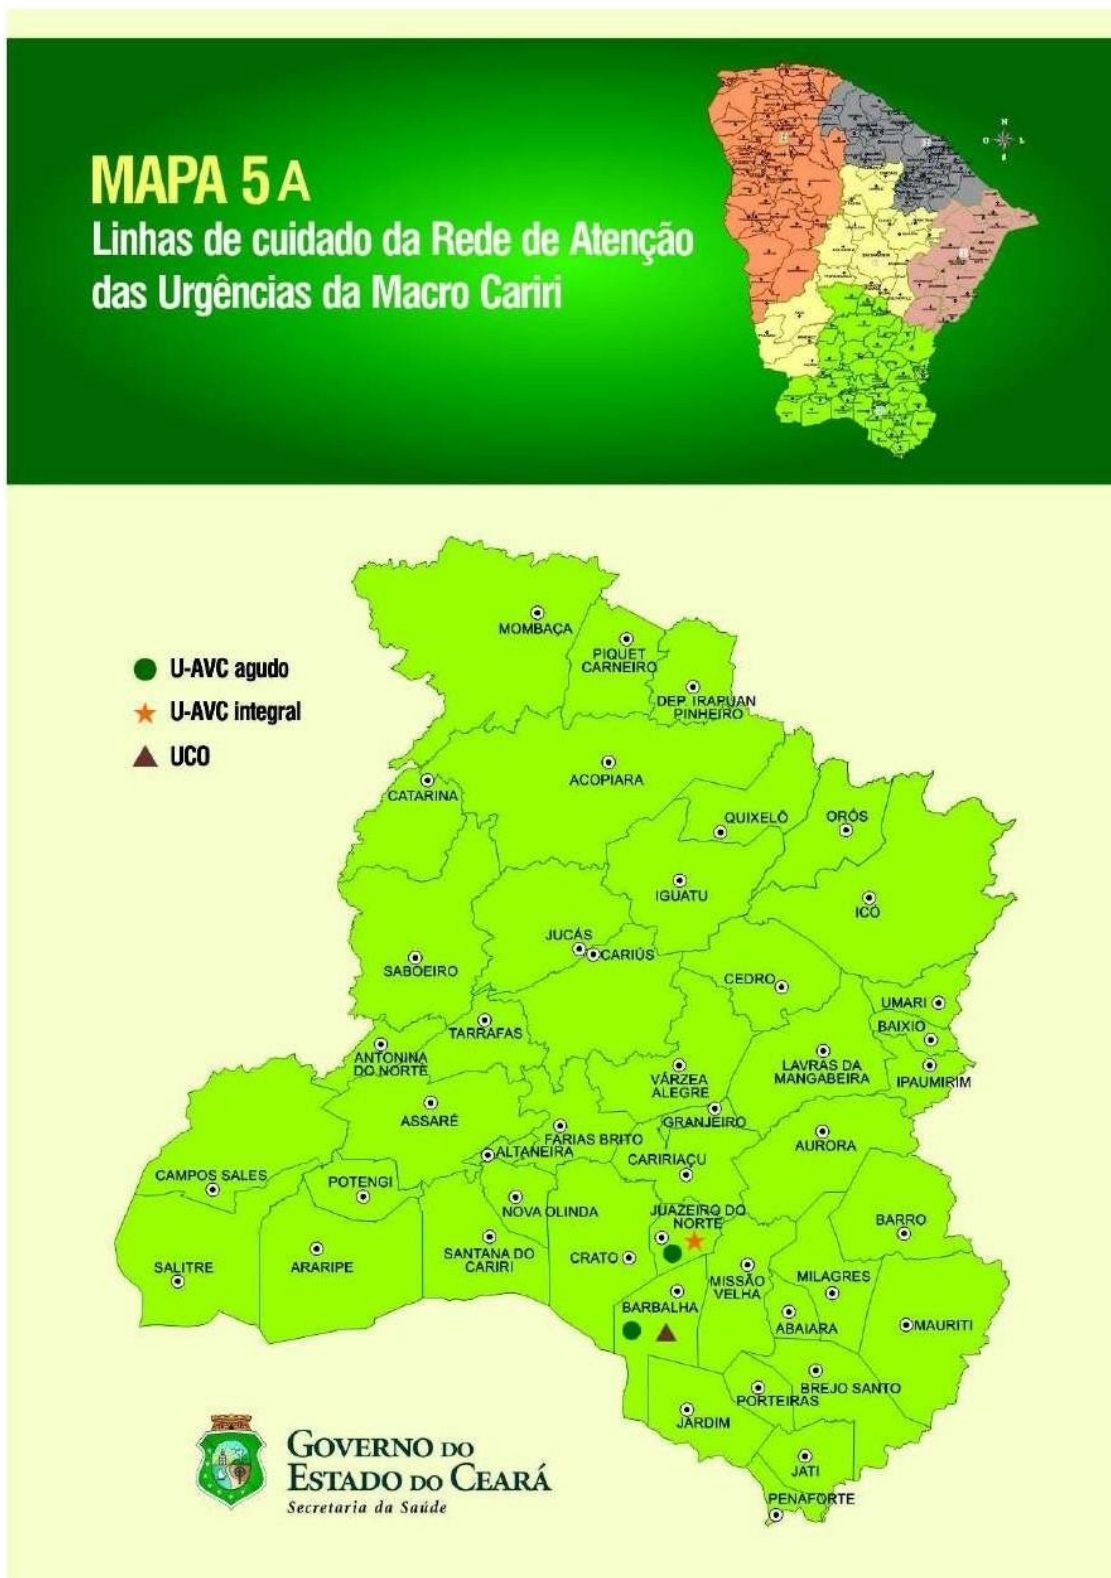 MAPA 5 A
Linhas de cuidado da Rede de Atenção
das Urgências da Macro Cariri
N
O
L
S
U-AVC agudo
U-AVC integral
UCO
MOMBAÇA
PIQUET
CARNEIRO
DEP. IRAPUAN
PINHEIRO
ACOPIARA
CATARINA
QUIXELÔ
ORÓS
IGUATU
ICÓ
JUCÁS
CARIÚS
SABOEIRO
CEDRO
UMARI
BAIXIO
TARRAFAS
ANTONINA
DO NORTE
VÁRZEA
ALEGRE
LAVRAS DA
MANGABEIRA
IPAUMIRIM
ASSARÉ
GRANJEIRO
FARIAS BRITO
AURORA
ALTANEIRA
CARIRIAÇU
CAMPOS SALES
POTENGI
NOVA OLINDA
JUAZEIRO DO
NORTE
BARRO
SANTANA DO
CARIRI
CRATO
SALITRE
ARARIPE
MISSÃO
VELHA
MILAGRES
BARBALHA
ABAIARA
MAURITI
BREJO SANTO
PORTEIRAS
JARDIM
JATI
PENAFORTE
GOVERNO DO
ESTADO DO CEARÁ
Secretaria da Saúde